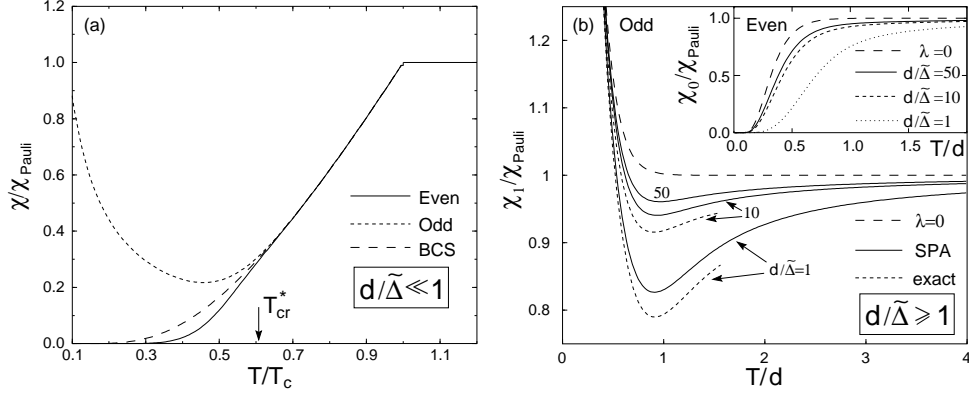 (a)
χ/χ_Pauli
1.0
0.8
0.6
0.4
0.2
0.0
0.1
0.3
0.5
0.7
0.9
1.1
T/T_c
Even
Odd
BCS
d/Δ̃≪1
T*_cr
(b)
Odd
χ_1/χ_Pauli
1.2
1.1
1
0.9
0.8
0
1
2
3
4
T/d
50
10
d/Δ̃=1
λ=0
SPA
exact
d/Δ̃⩾1
Even
χ_0/χ_Pauli
1.0
0.5
0.0
0.0
0.5
1.0
1.5
T/d
λ=0
d/Δ̃=50
d/Δ̃=10
d/Δ̃=1